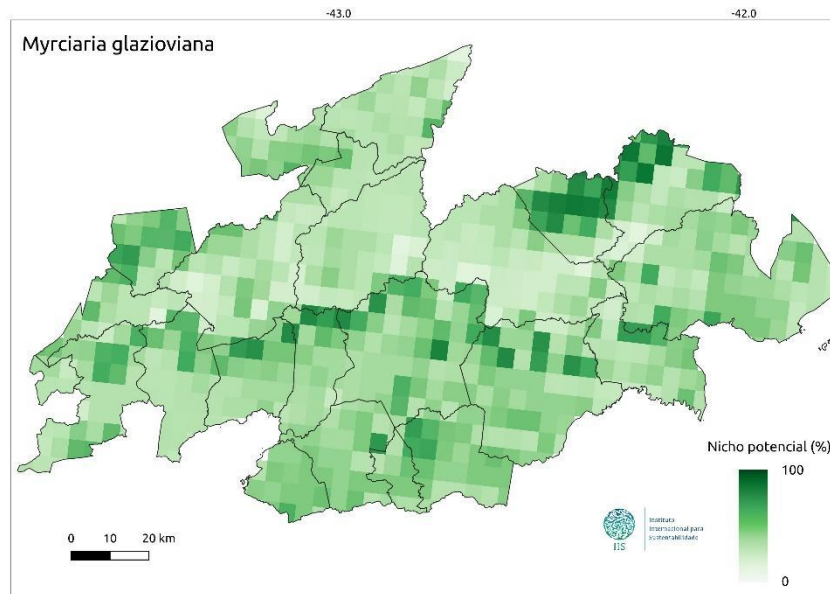 -43.0
-42.0
Myrciaria glazioviana
Nicho potencial (%)
100
0
0 10 20 km
IIS
Instituto
Internacional para
Sustentabilidade